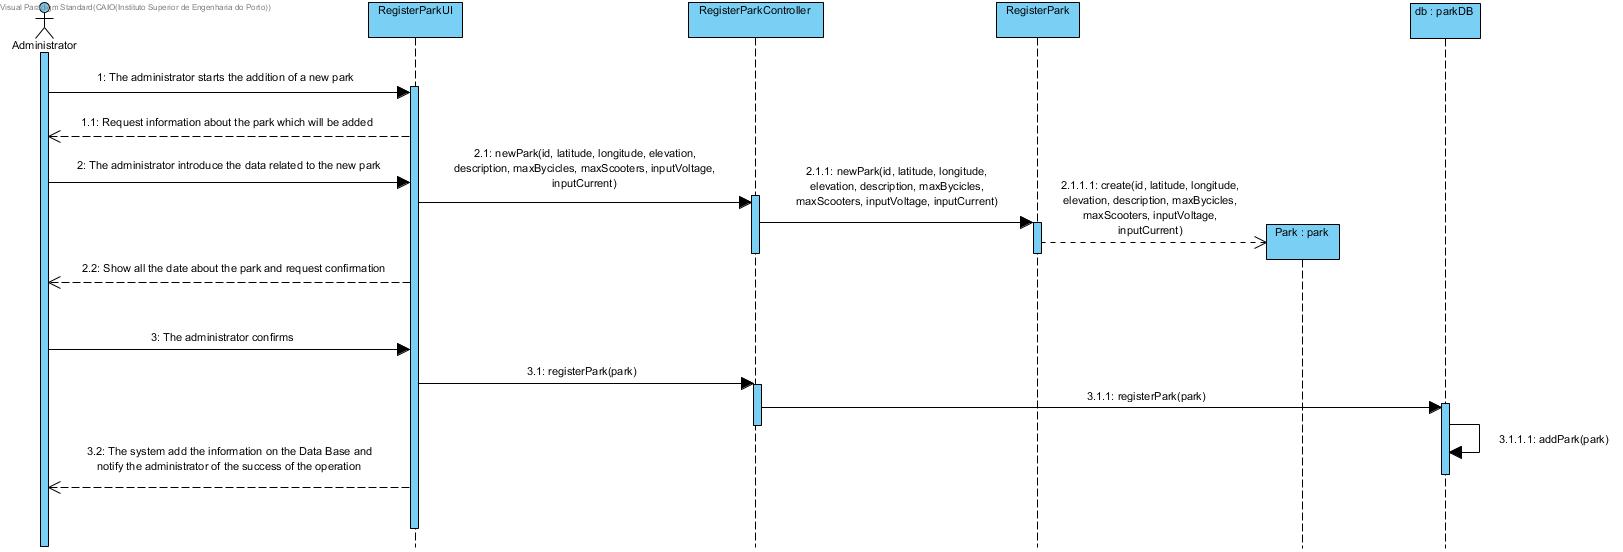 Visual Paradigm Standard(CAIO(Instituto Superior de Engenharia do Porto))
Administrator
RegisterParkUI
RegisterParkController
RegisterPark
db : parkDB
1: The administrator starts the addition of a new park
1.1: Request information about the park which will be added
2: The administrator introduce the data related to the new park
2.1: newPark(id, latitude, longitude, elevation,
description, maxBycicles, maxScooters, inputVoltage,
inputCurrent)
2.1.1: newPark(id, latitude, longitude,
elevation, description, maxBycicles,
maxScooters, inputVoltage, inputCurrent)
2.1.1.1: create(id, latitude, longitude,
elevation, description, maxBycicles,
maxScooters, inputVoltage,
inputCurrent)
Park : park
2.2: Show all the date about the park and request confirmation
3: The administrator confirms
3.1: registerPark(park)
3.1.1: registerPark(park)
3.1.1.1: addPark(park)
3.2: The system add the information on the Data Base and
notify the administrator of the success of the operation